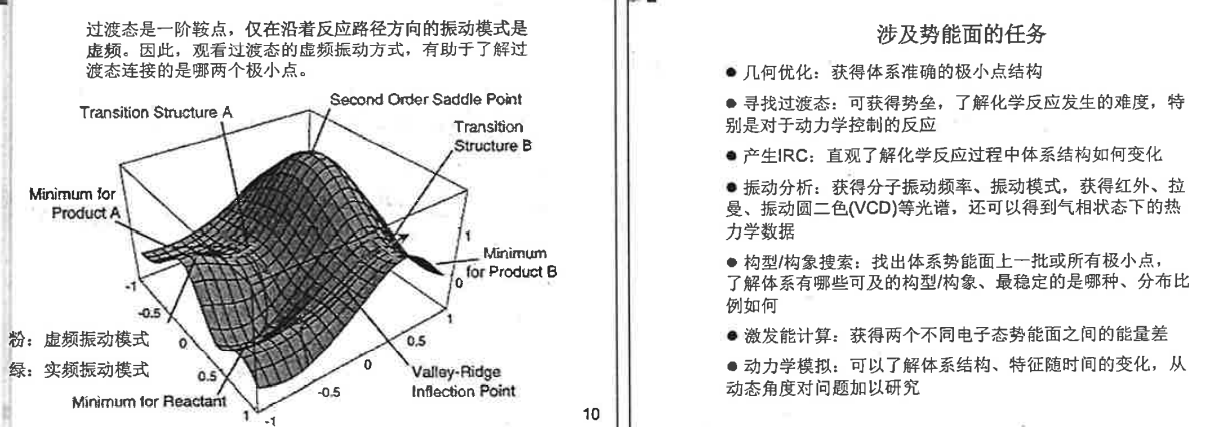 过渡态是一阶鞍点，仅在沿着反应路径方向的振动模式是
虚频。因此，观看过渡态的虚频振动方式，有助于了解过
渡态连接的是哪两个极小点。
Second Order Saddle Point
Transition Structure A
Transition
Structure B
Minimum for
Product A
Minimum
for Product B
1
0
-1
-0.5
0
0.5
1
-1
-0.5
0
0.5
1
粉：虚频振动模式
绿：实频振动模式
Valley-Ridge
Inflection Point
Minimum for Reactant
10
涉及势能面的任务
● 几何优化：获得体系准确的极小点结构
● 寻找过渡态：可获得势垒，了解化学反应发生的难度，特
别是对于动力学控制的反应
● 产生IRC：直观了解化学反应过程中体系结构如何变化
● 振动分析：获得分子振动频率、振动模式，获得红外、拉
曼、振动圆二色(VCD)等光谱，还可以得到气相状态下的热
力学数据
● 构型/构象搜索：找出体系势能面上一批或所有极小点，
了解体系有哪些可及的构型/构象、最稳定的是哪种、分布比
例如何
● 激发能计算：获得两个不同电子态势能面之间的能量差
● 动力学模拟：可以了解体系结构、特征随时间的变化，从
动态角度对问题加以研究